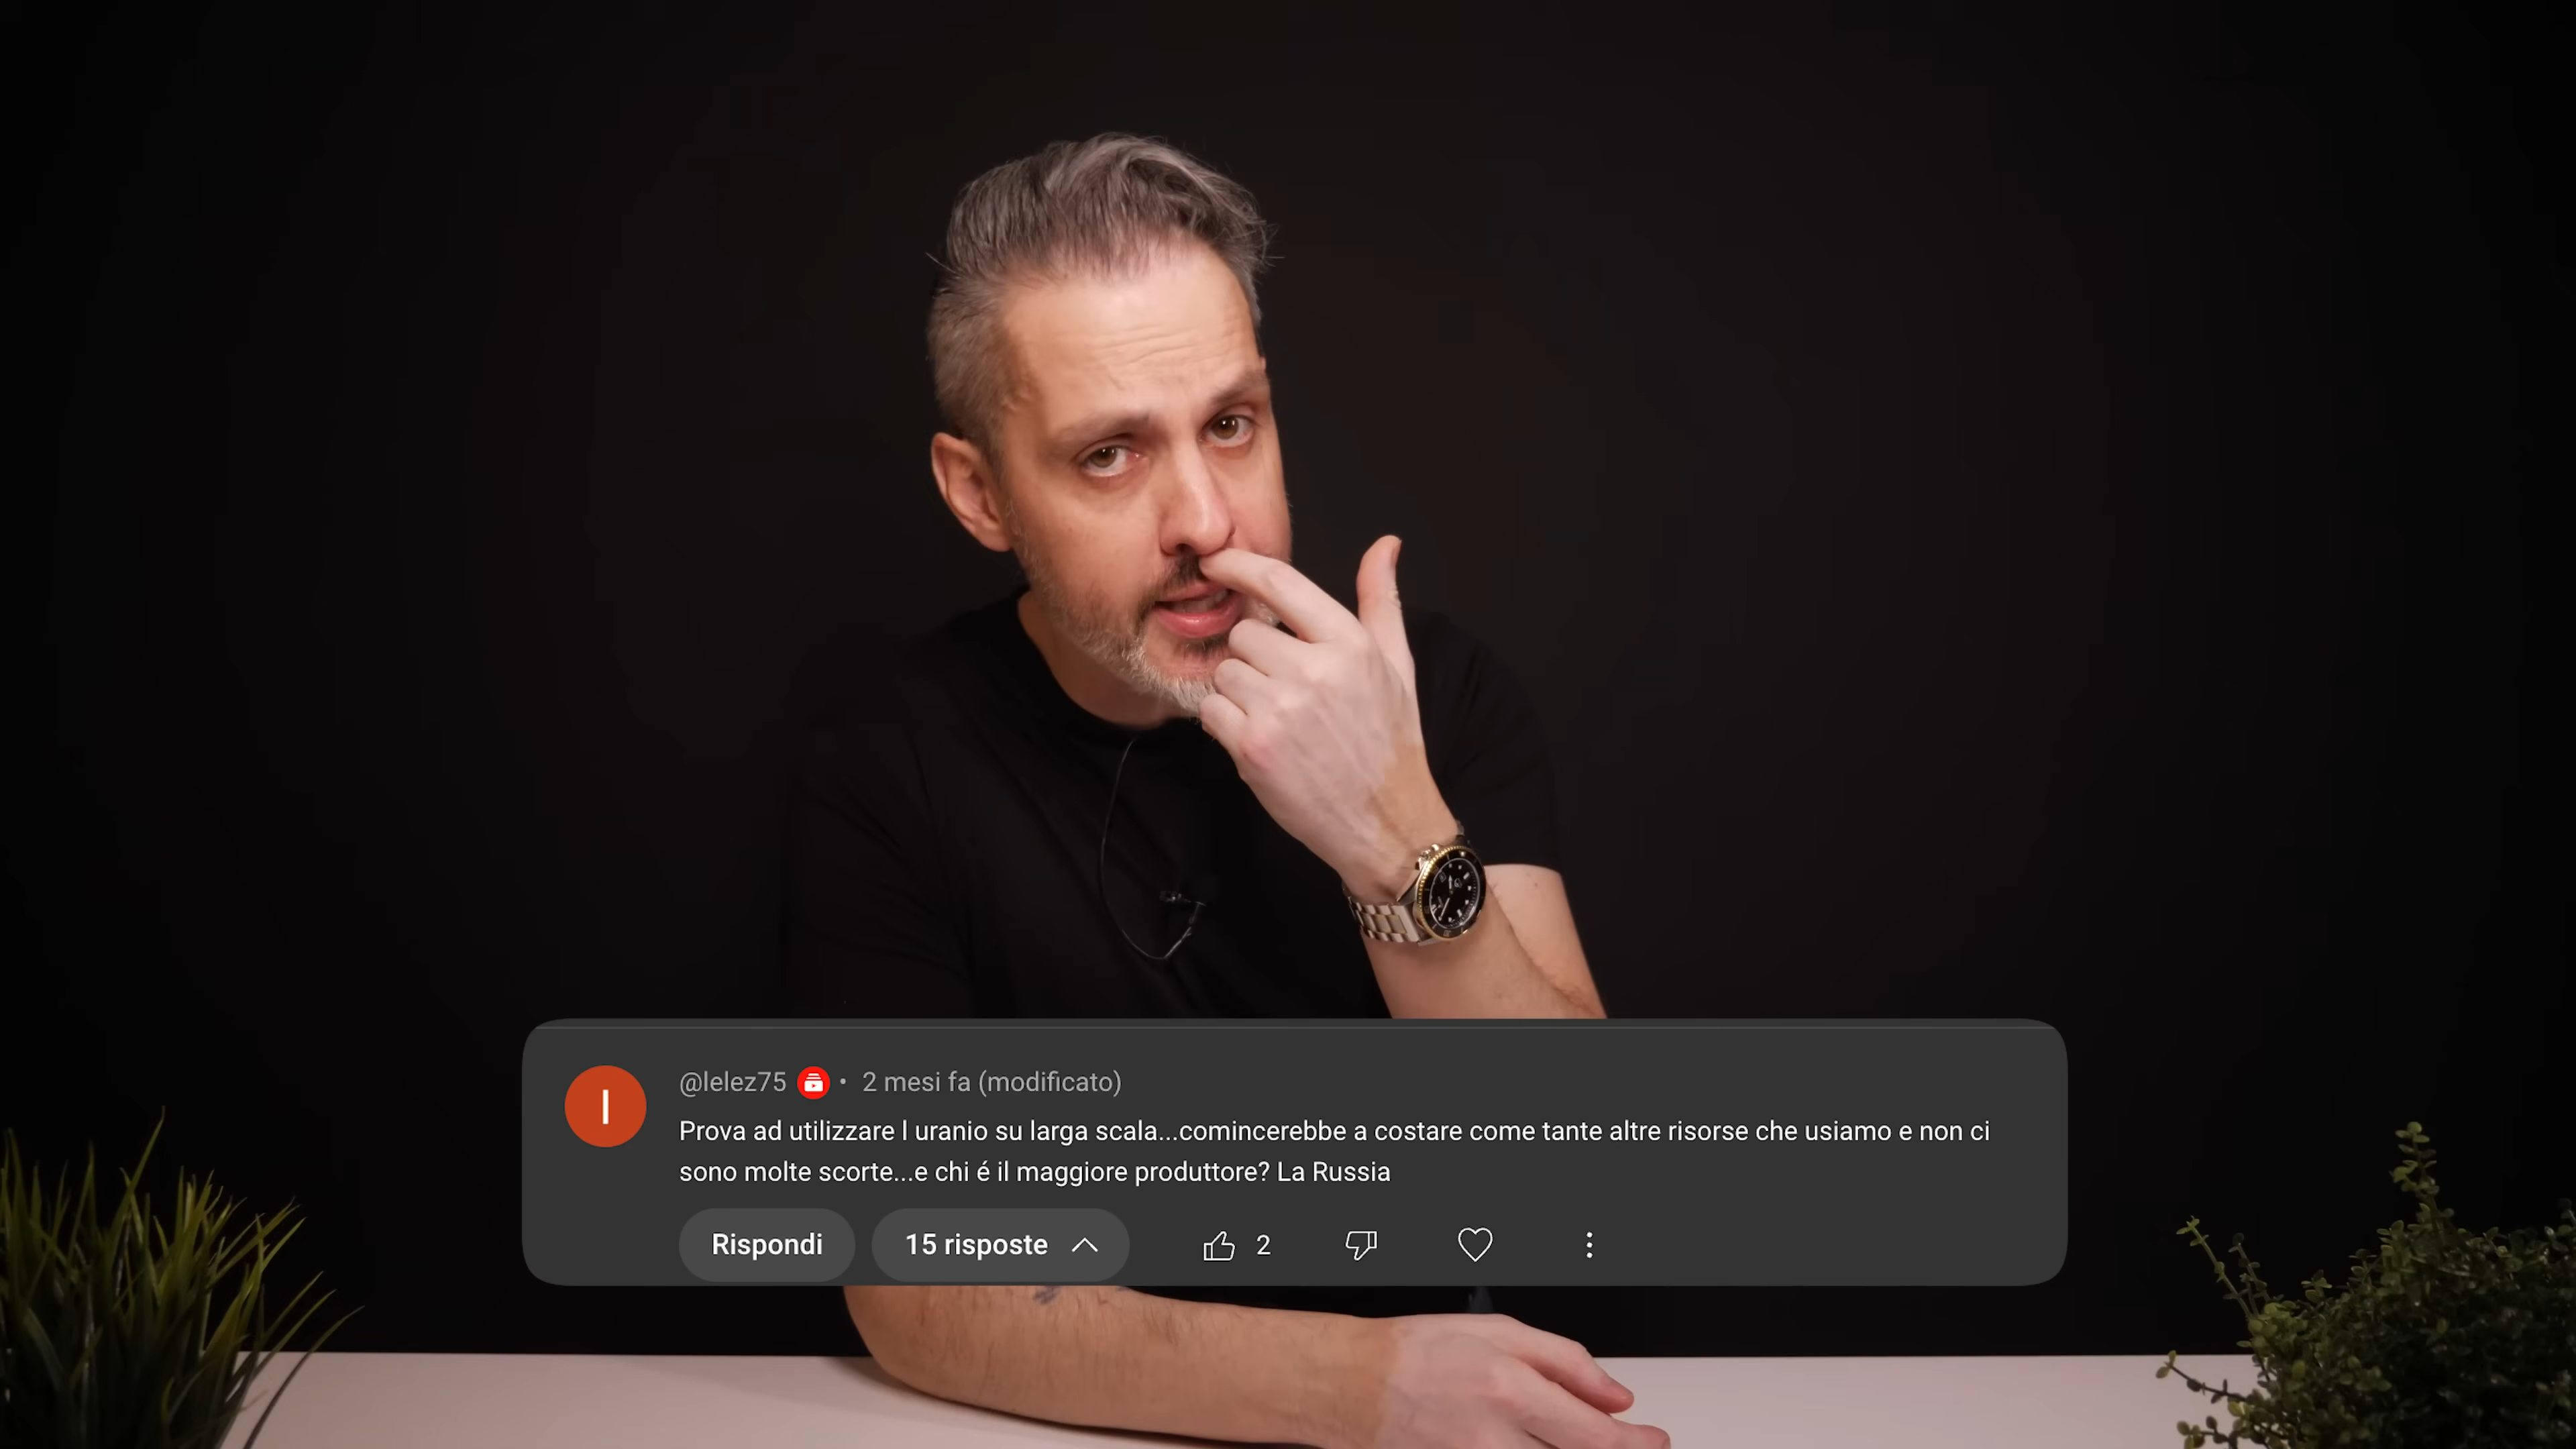 @lelez75 • 2 mesi fa (modificato)
Prova ad utilizzare l uranio su larga scala...comincerebbe a costare come tante altre risorse che usiamo e non ci
sono molte scorte...e chi é il maggiore produttore? La Russia
Rispondi 15 risposte 2